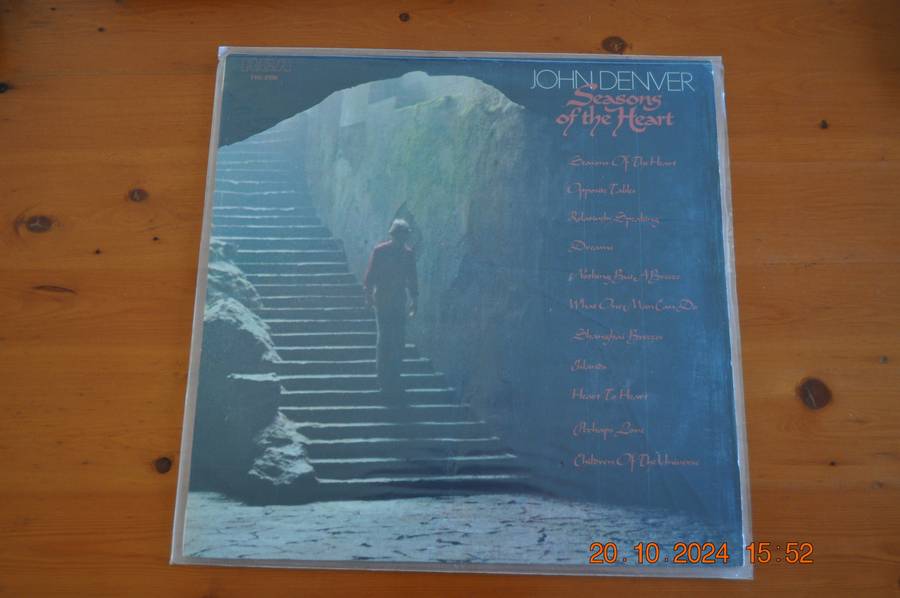 RCA
JOHN DENVER
Seasons
of the Heart
Seasons Of The Heart
Opposite Tables
Relatively Speaking
Dreams
Nothing But A Breeze
What One Man Can Do
Shanghai Breezes
Islands
Heart To Heart
Perhaps Love
Children Of The Universe
20.10.2024 15:52